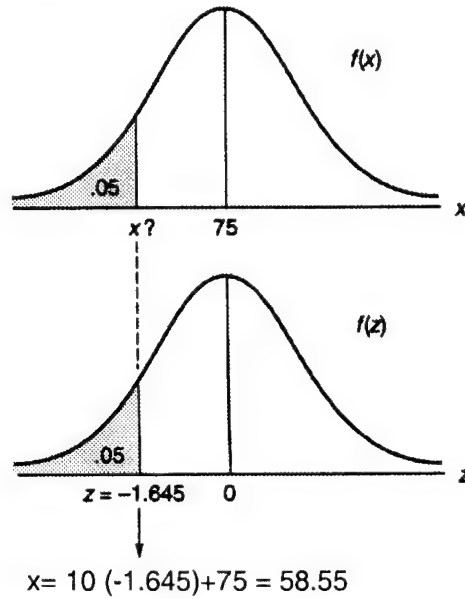 f(x)
.05
x ? 75 x
f(z)
.05
z = −1.645 0 z
x= 10 (-1.645)+75 = 58.55